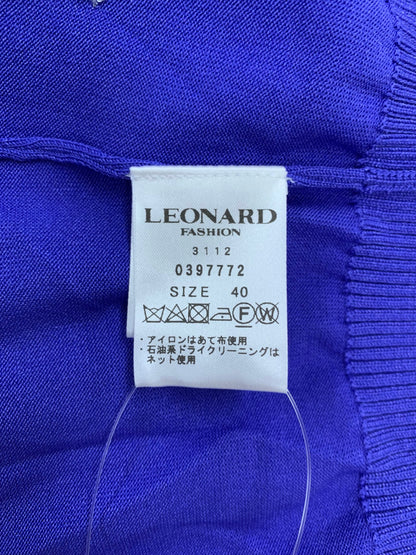 LEONARD
FASHION
3112
0397772
SIZE 40
F W
・アイロンはあて布使用
・石油系ドライクリーニングは
ネット使用